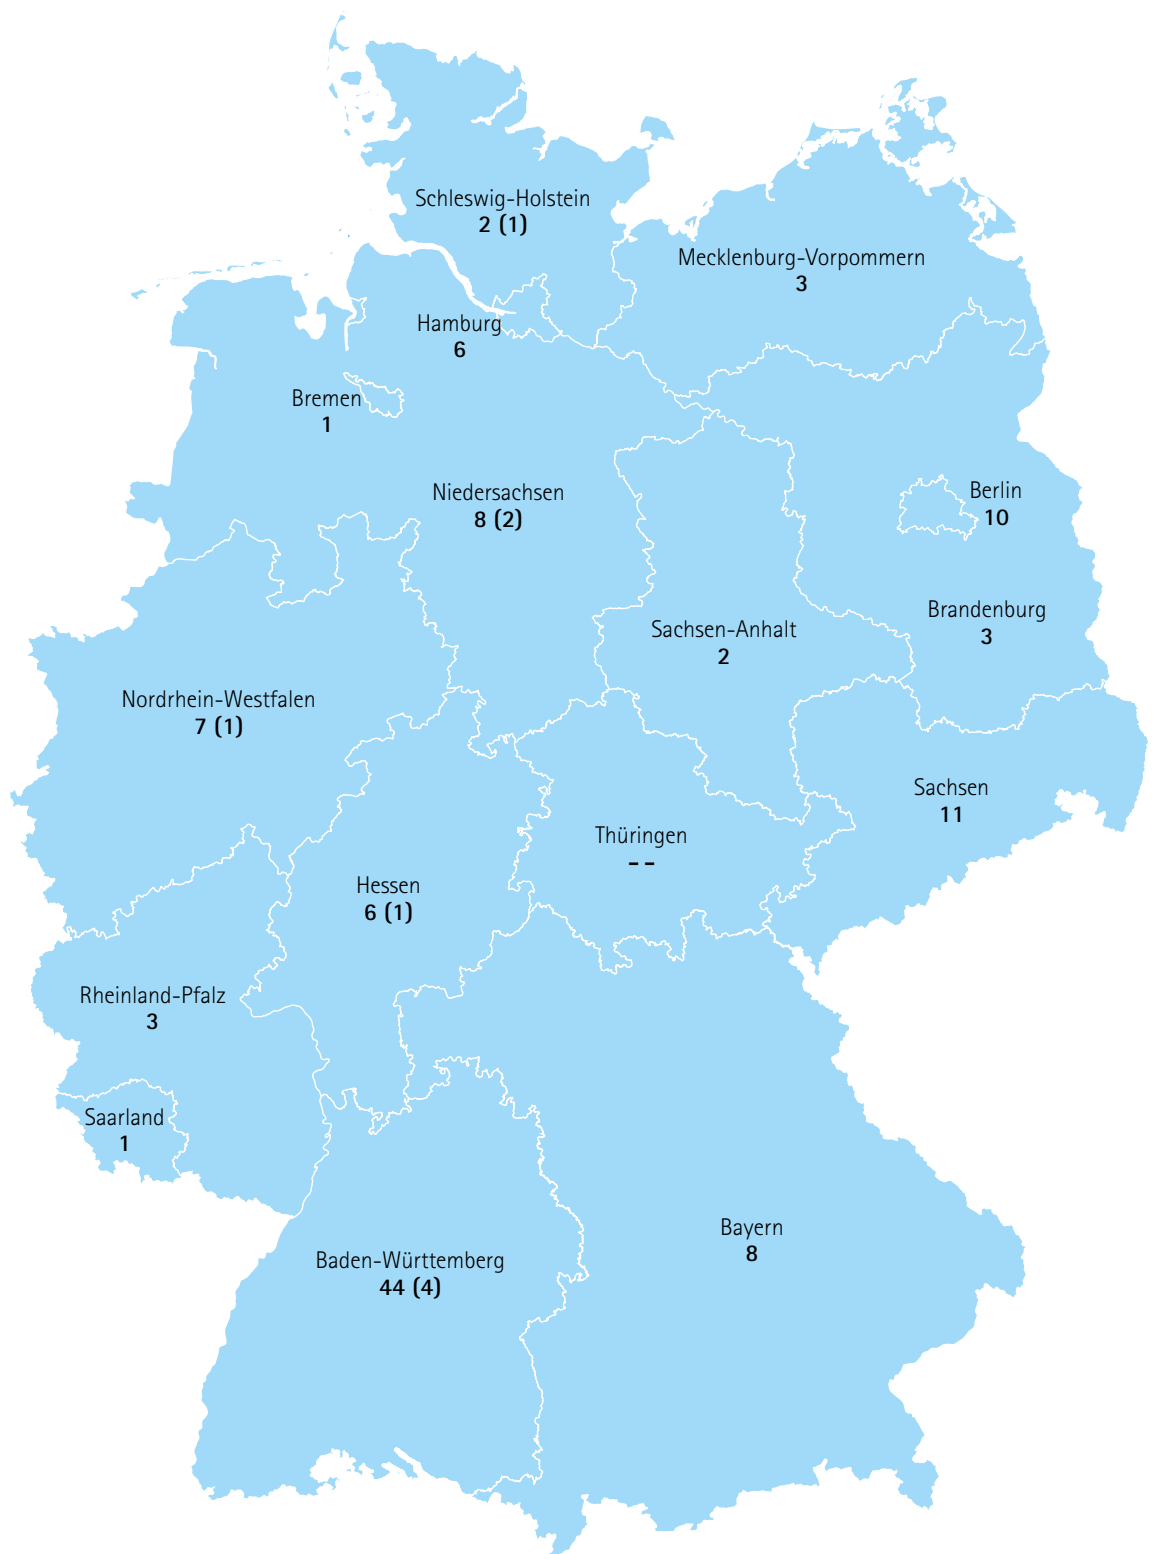 Schleswig-Holstein
2 (1)
Mecklenburg-Vorpommern
3
Hamburg
6
Bremen
1
Niedersachsen
8 (2)
Berlin
10
Brandenburg
3
Sachsen-Anhalt
2
Nordrhein-Westfalen
7 (1)
Sachsen
11
Thüringen
--
Hessen
6 (1)
Rheinland-Pfalz
3
Saarland
1
Bayern
8
Baden-Württemberg
44 (4)